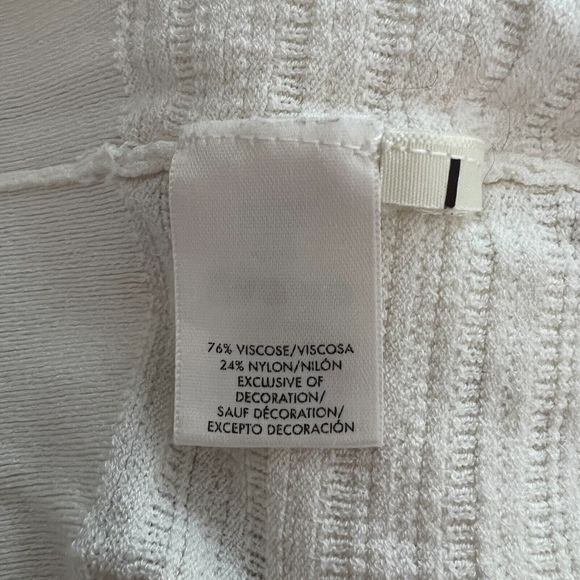 76% VISCOSE/VISCOSA
24% NYLON/NILÓN
EXCLUSIVE OF
DECORATION/
SAUF DÉCORATION/
EXCEPTO DECORACIÓN